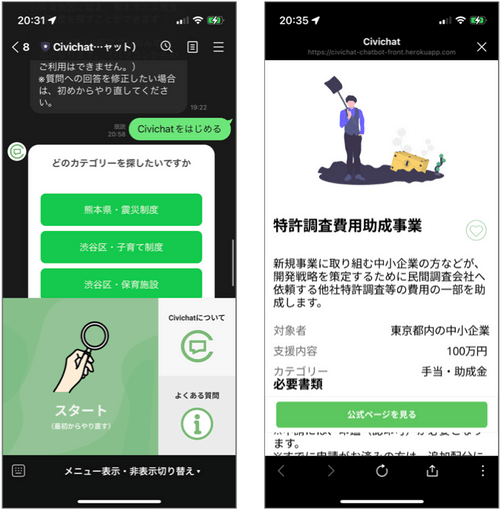 20:31
8
Civichat…ャット）
ご利用はできません。）
※質問への回答を修正したい場合
は、初めからやり直してくださ
い。
19:22
既読
20:58
Civichatをはじめる
どのカテゴリーを探したいですか
熊本県・震災制度
渋谷区・子育て制度
渋谷区・保育施設
Civichatについて
スタート
（最初からやり直す）
よくある質問
メニュー表示・非表示切り替え
20:35
Civichat
https://civichat-chatbot-front.herokuapp.com
特許調査費用助成事業
新規事業に取り組む中小企業の方などが、
開発戦略を策定するために民間調査会社へ
依頼する他社特許調査等の費用の一部を助
成します。
対象者 東京都内の中小企業
支援内容 100万円
カテゴリー 手当・助成金
必要書類
公式ページを見る
ます。